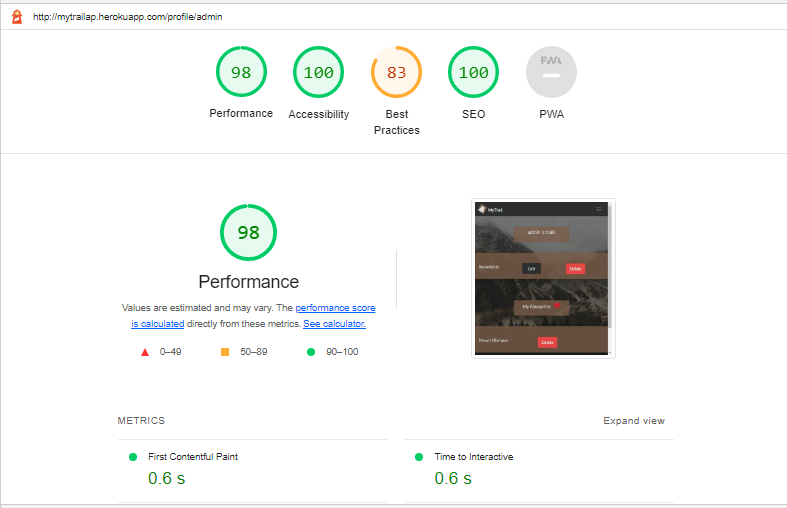 http://mytrailap.herokuapp.com/profile/admin
98 100 83 100 PWA
Performance Accessibility Best Practices SEO PWA
98
Performance
Values are estimated and may vary. The performance score
is calculated directly from these metrics. See calculator.
0–49 50–89 90–100
MyTrail
admin's trails
Snowdonia Edit Delete
My Favourites
Delete
METRICS Expand view
First Contentful Paint Time to Interactive
0.6 s 0.6 s